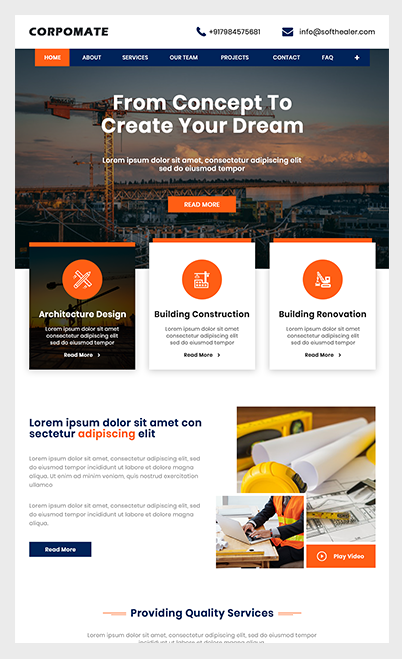 CORPOMATE
+917984575681
info@softhealer.com
HOME ABOUT SERVICES OUR TEAM PROJECTS CONTACT FAQ +
From Concept To
Create Your Dream
Lorem ipsum dolor sit amet, consectetur adipiscing elit
sed do eiusmod tempor
READ MORE
Architecture Design
Lorem ipsum dolor sit amet
consectetur adipiscing elit
sed do eiusmod tempor
Read More
Building Construction
Lorem ipsum dolor sit amet
consectetur adipiscing elit
sed do eiusmod tempor
Read More
Building Renovation
Lorem ipsum dolor sit amet
consectetur adipiscing elit
sed do eiusmod tempor
Read More
Lorem ipsum dolor sit amet con
sectetur adipiscing elit
Lorem ipsum dolor sit amet, consectetur adipiscing elit, sed
do eiusmod tempor incididunt ut labore et dolore magna
aliqua. Ut enim ad minim veniam, quis nostrud exercitation
ullamco
Lorem ipsum dolor sit amet, consectetur adipiscing elit, sed
do eiusmod tempor incididunt ut labore et dolore magna
aliqua.
Read More
Play Video
Providing Quality Services
Lorem ipsum dolor sit amet, consectetur adipiscing elit, sed do